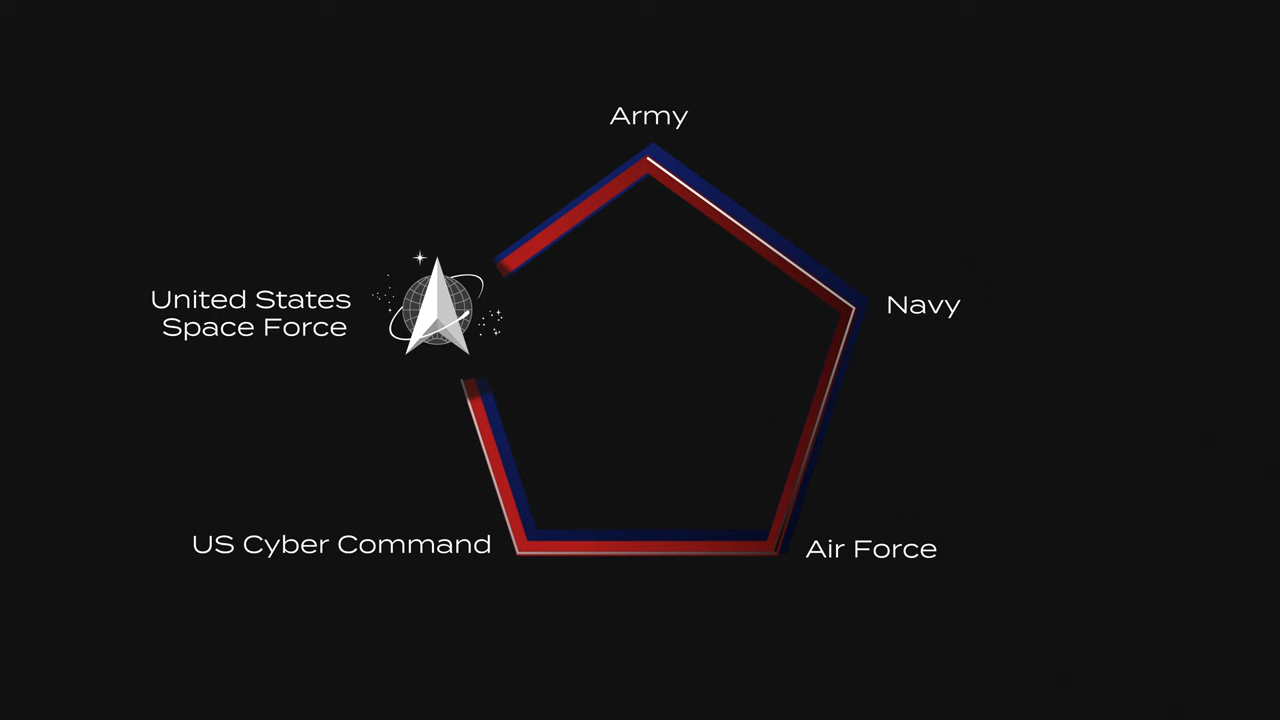 Army
United States
Space Force
Navy
US Cyber Command
Air Force